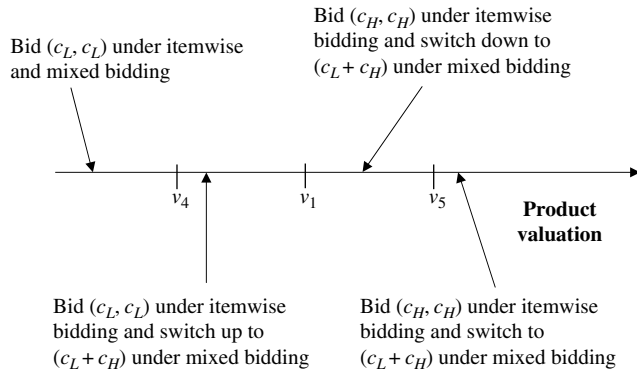 Bid (c_L, c_L) under itemwise
and mixed bidding
Bid (c_H, c_H) under itemwise
bidding and switch down to
(c_L + c_H) under mixed bidding
v_4
v_1
v_5
Product
valuation
Bid (c_L, c_L) under itemwise
bidding and switch up to
(c_L + c_H) under mixed bidding
Bid (c_H, c_H) under itemwise
bidding and switch to
(c_L + c_H) under mixed bidding